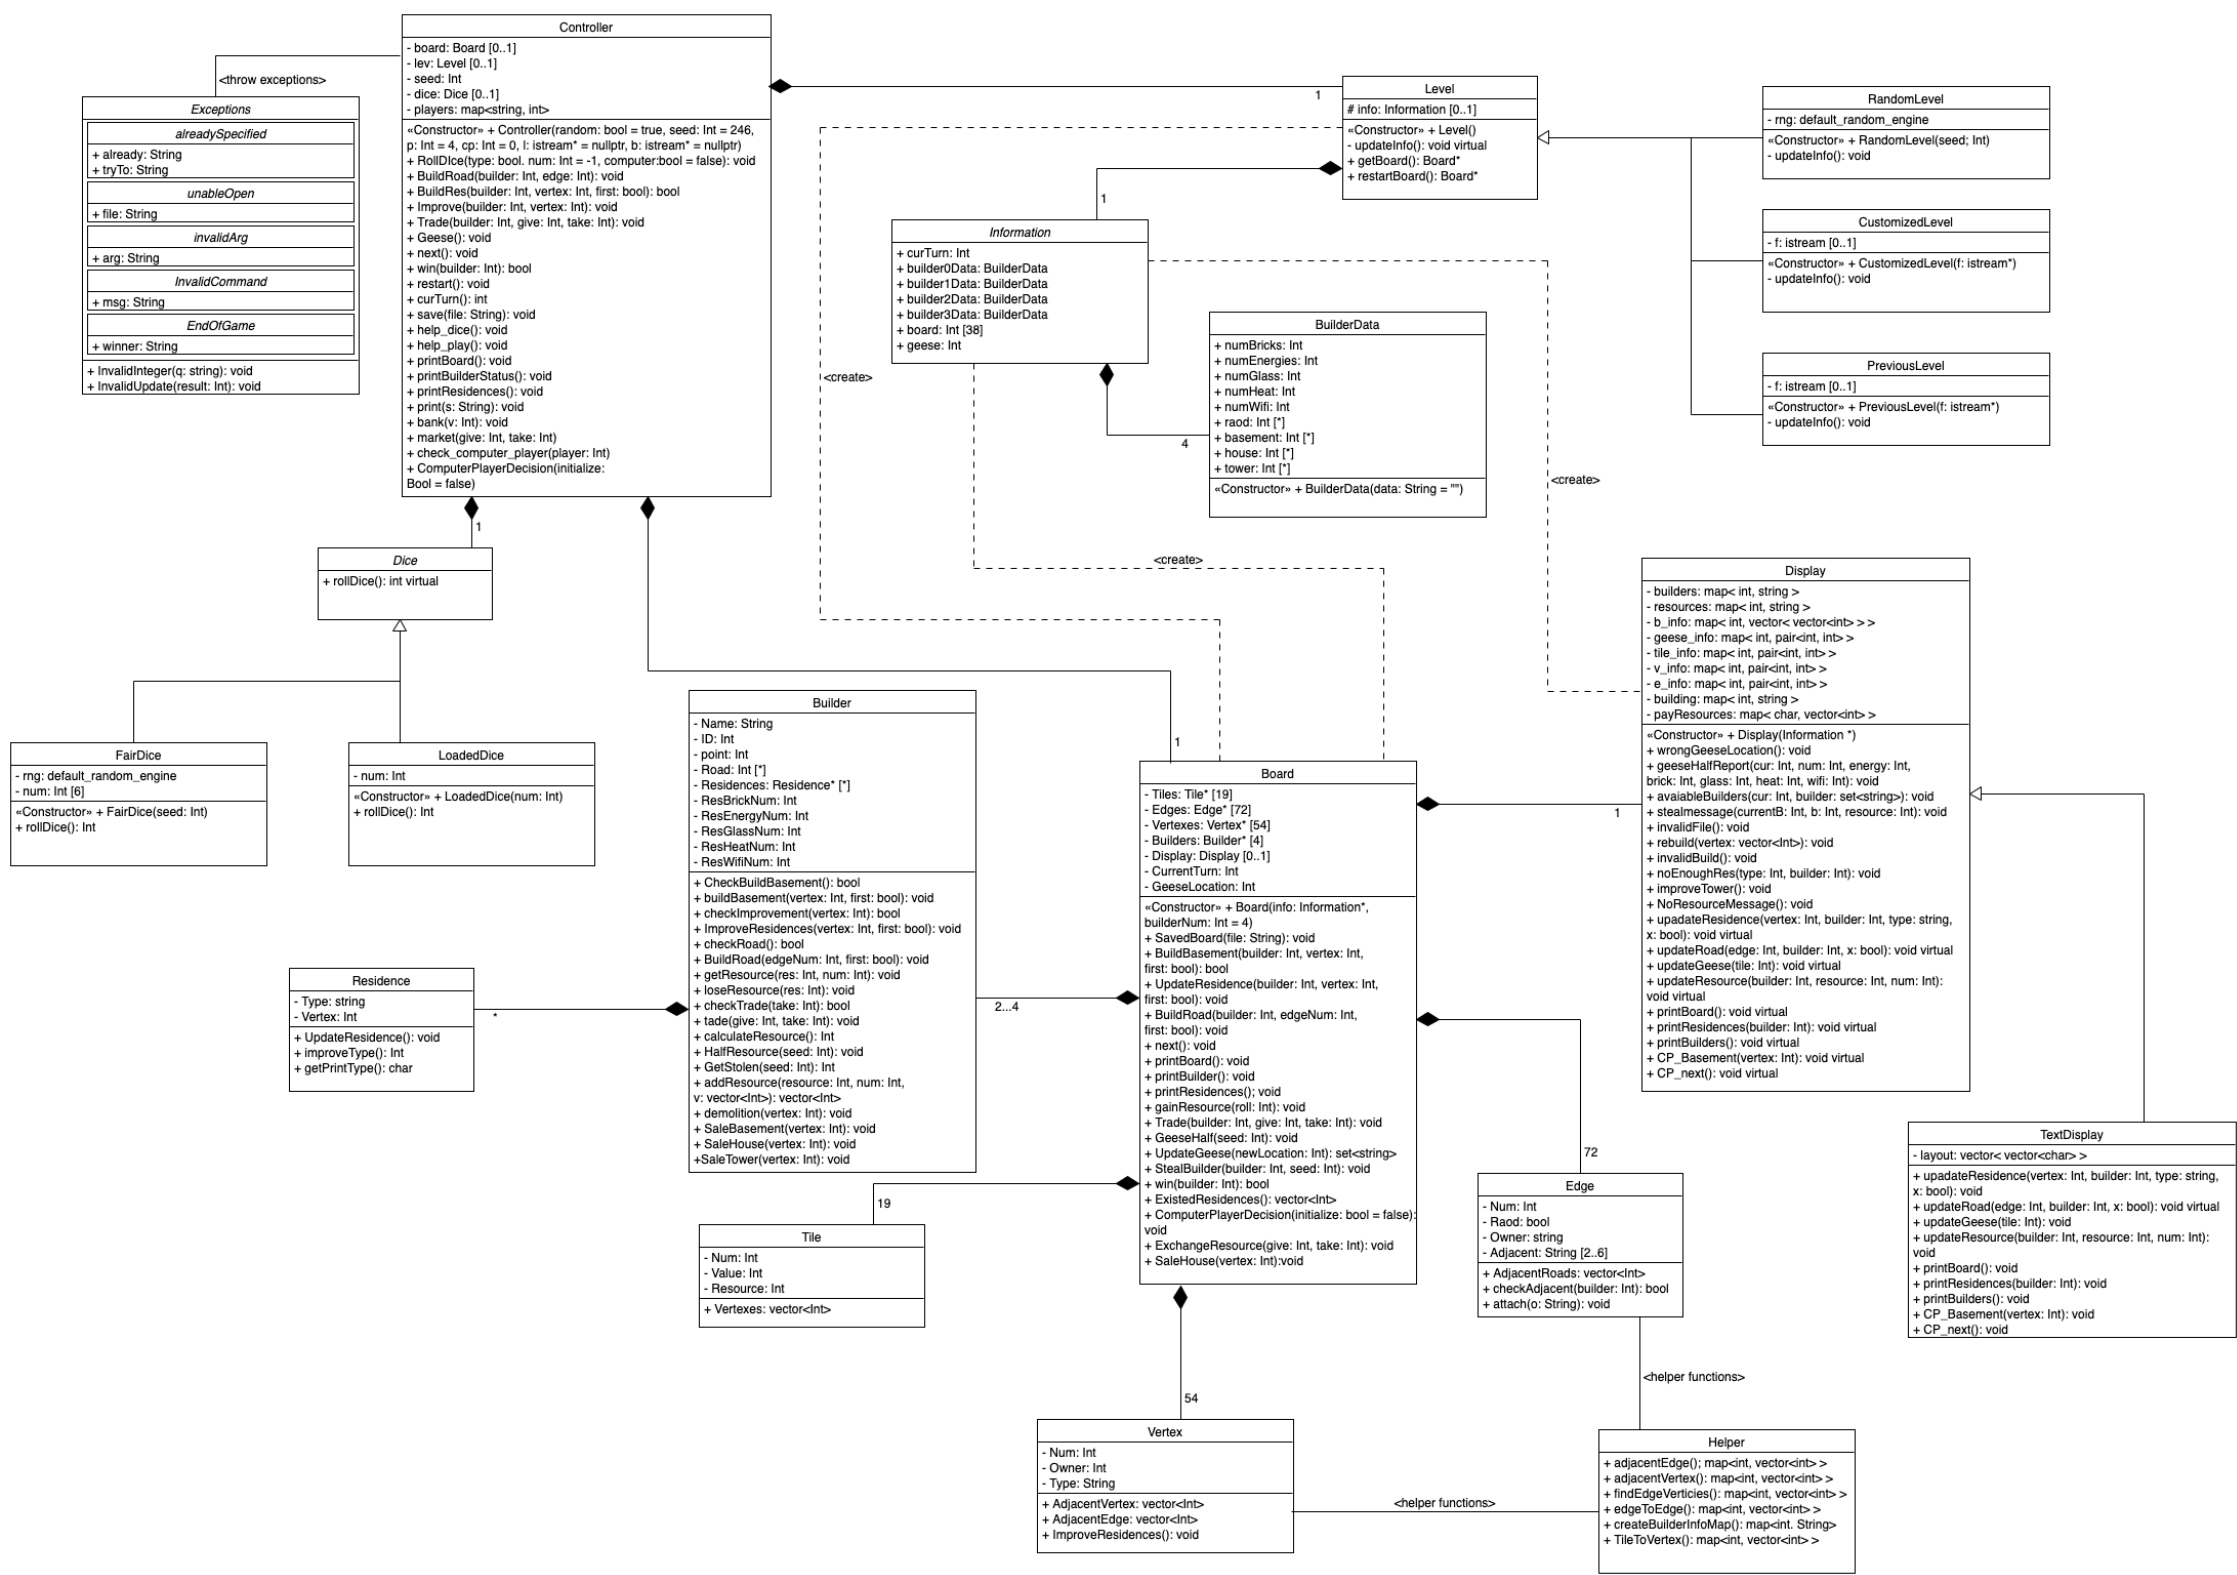 Controller
- board: Board [0..1]
- lev: Level [0..1]
- seed: Int
- dice: Dice [0..1]
- players: map<string, int>
«Constructor» + Controller(random: bool = true, seed: Int = 246,
p: Int = 4, cp: Int = 0, l: istream* = nullptr, b: istream* = nullptr)
+ RollDIce(type: bool. num: Int = -1, computer:bool = false): void
+ BuildRoad(builder: Int, edge: Int): void
+ BuildRes(builder: Int, vertex: Int, first: bool): bool
+ Improve(builder: Int, vertex: Int): void
+ Trade(builder: Int, give: Int, take: Int): void
+ Geese(): void
+ next(): void
+ win(builder: Int): bool
+ restart(): void
+ curTurn(): int
+ save(file: String): void
+ help_dice(): void
+ help_play(): void
+ printBoard(): void
+ printBuilderStatus(): void
+ printResidences(): void
+ print(s: String): void
+ bank(v: Int): void
+ market(give: Int, take: Int)
+ check_computer_player(player: Int)
+ ComputerPlayerDecision(initialize:
Bool = false)
<throw exceptions>
Exceptions
alreadySpecified
+ already: String
+ tryTo: String
unableOpen
+ file: String
invalidArg
+ arg: String
InvalidCommand
+ msg: String
EndOfGame
+ winner: String
+ InvalidInteger(q: string): void
+ InvalidUpdate(result: Int): void
1
Level
# info: Information [0..1]
«Constructor» + Level()
- updateInfo(): void virtual
+ getBoard(): Board*
+ restartBoard(): Board*
RandomLevel
- rng: default_random_engine
«Constructor» + RandomLevel(seed; Int)
- updateInfo(): void
CustomizedLevel
- f: istream [0..1]
«Constructor» + CustomizedLevel(f: istream*)
- updateInfo(): void
PreviousLevel
- f: istream [0..1]
«Constructor» + PreviousLevel(f: istream*)
- updateInfo(): void
1
Information
+ curTurn: Int
+ builder0Data: BuilderData
+ builder1Data: BuilderData
+ builder2Data: BuilderData
+ builder3Data: BuilderData
+ board: Int [38]
+ geese: Int
4
BuilderData
+ numBricks: Int
+ numEnergies: Int
+ numGlass: Int
+ numHeat: Int
+ numWifi: Int
+ raod: Int [*]
+ basement: Int [*]
+ house: Int [*]
+ tower: Int [*]
«Constructor» + BuilderData(data: String = "")
<create>
<create>
<create>
1
Dice
+ rollDice(): int virtual
FairDice
- rng: default_random_engine
- num: Int [6]
«Constructor» + FairDice(seed: Int)
+ rollDice(): Int
LoadedDice
- num: Int
«Constructor» + LoadedDice(num: Int)
+ rollDice(): Int
Builder
- Name: String
- ID: Int
- point: Int
- Road: Int [*]
- Residences: Residence* [*]
- ResBrickNum: Int
- ResEnergyNum: Int
- ResGlassNum: Int
- ResHeatNum: Int
- ResWifiNum: Int
+ CheckBuildBasement(): bool
+ buildBasement(vertex: Int, first: bool): void
+ checkImprovement(vertex: Int): bool
+ ImproveResidences(vertex: Int, first: bool): void
+ checkRoad(): bool
+ BuildRoad(edgeNum: Int, first: bool): void
+ getResource(res: Int, num: Int): void
+ loseResource(res: Int): void
+ checkTrade(take: Int): bool
+ tade(give: Int, take: Int): void
+ calculateResource(): Int
+ HalfResource(seed: Int): void
+ GetStolen(seed: Int): Int
+ addResource(resource: Int, num: Int,
v: vector<Int>): vector<Int>
+ demolition(vertex: Int): void
+ SaleBasement(vertex: Int): void
+ SaleHouse(vertex: Int): void
+SaleTower(vertex: Int): void
*
Residence
- Type: string
- Vertex: Int
+ UpdateResidence(): void
+ improveType(): Int
+ getPrintType(): char
1
2...4
Board
- Tiles: Tile* [19]
- Edges: Edge* [72]
- Vertexes: Vertex* [54]
- Builders: Builder* [4]
- Display: Display [0..1]
- CurrentTurn: Int
- GeeseLocation: Int
«Constructor» + Board(info: Information*,
builderNum: Int = 4)
+ SavedBoard(file: String): void
+ BuildBasement(builder: Int, vertex: Int,
first: bool): bool
+ UpdateResidence(builder: Int, vertex: Int,
first: bool): void
+ BuildRoad(builder: Int, edgeNum: Int,
first: bool): void
+ next(): void
+ printBoard(): void
+ printBuilder(): void
+ printResidences(); void
+ gainResource(roll: Int): void
+ Trade(builder: Int, give: Int, take: Int): void
+ GeeseHalf(seed: Int): void
+ UpdateGeese(newLocation: Int): set<string>
+ StealBuilder(builder: Int, seed: Int): void
+ win(builder: Int): bool
+ ExistedResidences(): vector<Int>
+ ComputerPlayerDecision(initialize: bool = false):
void
+ ExchangeResource(give: Int, take: Int): void
+ SaleHouse(vertex: Int):void
1
Display
- builders: map< int, string >
- resources: map< int, string >
- b_info: map< int, vector< vector<int> > >
- geese_info: map< int, pair<int, int> >
- tile_info: map< int, pair<int, int> >
- v_info: map< int, pair<int, int> >
- e_info: map< int, pair<int, int> >
- building: map< int, string >
- payResources: map< char, vector<int> >
«Constructor» + Display(Information *)
+ wrongGeeseLocation(): void
+ geeseHalfReport(cur: Int, num: Int, energy: Int,
brick: Int, glass: Int, heat: Int, wifi: Int): void
+ avaiableBuilders(cur: Int, builder: set<string>): void
+ stealmessage(currentB: Int, b: Int, resource: Int): void
+ invalidFile(): void
+ rebuild(vertex: vector<Int>): void
+ invalidBuild(): void
+ noEnoughRes(type: Int, builder: Int): void
+ improveTower(): void
+ NoResourceMessage(): void
+ upadateResidence(vertex: Int, builder: Int, type: string,
x: bool): void virtual
+ updateRoad(edge: Int, builder: Int, x: bool): void virtual
+ updateGeese(tile: Int): void virtual
+ updateResource(builder: Int, resource: Int, num: Int):
void virtual
+ printBoard(): void virtual
+ printResidences(builder: Int): void virtual
+ printBuilders(): void virtual
+ CP_Basement(vertex: Int): void virtual
+ CP_next(): void virtual
TextDisplay
- layout: vector< vector<char> >
+ upadateResidence(vertex: Int, builder: Int, type: string,
x: bool): void
+ updateRoad(edge: Int, builder: Int, x: bool): void virtual
+ updateGeese(tile: Int): void
+ updateResource(builder: Int, resource: Int, num: Int):
void
+ printBoard(): void
+ printResidences(builder: Int): void
+ printBuilders(): void
+ CP_Basement(vertex: Int): void
+ CP_next(): void
19
Tile
- Num: Int
- Value: Int
- Resource: Int
+ Vertexes: vector<Int>
72
Edge
- Num: Int
- Raod: bool
- Owner: string
- Adjacent: String [2..6]
+ AdjacentRoads: vector<Int>
+ checkAdjacent(builder: Int): bool
+ attach(o: String): void
54
Vertex
- Num: Int
- Owner: Int
- Type: String
+ AdjacentVertex: vector<Int>
+ AdjacentEdge: vector<Int>
+ ImproveResidences(): void
<helper functions>
<helper functions>
Helper
+ adjacentEdge(); map<int, vector<int> >
+ adjacentVertex(): map<int, vector<int> >
+ findEdgeVerticies(): map<int, vector<int> >
+ edgeToEdge(): map<int, vector<int> >
+ createBuilderInfoMap(): map<int. String>
+ TileToVertex(): map<int, vector<int> >